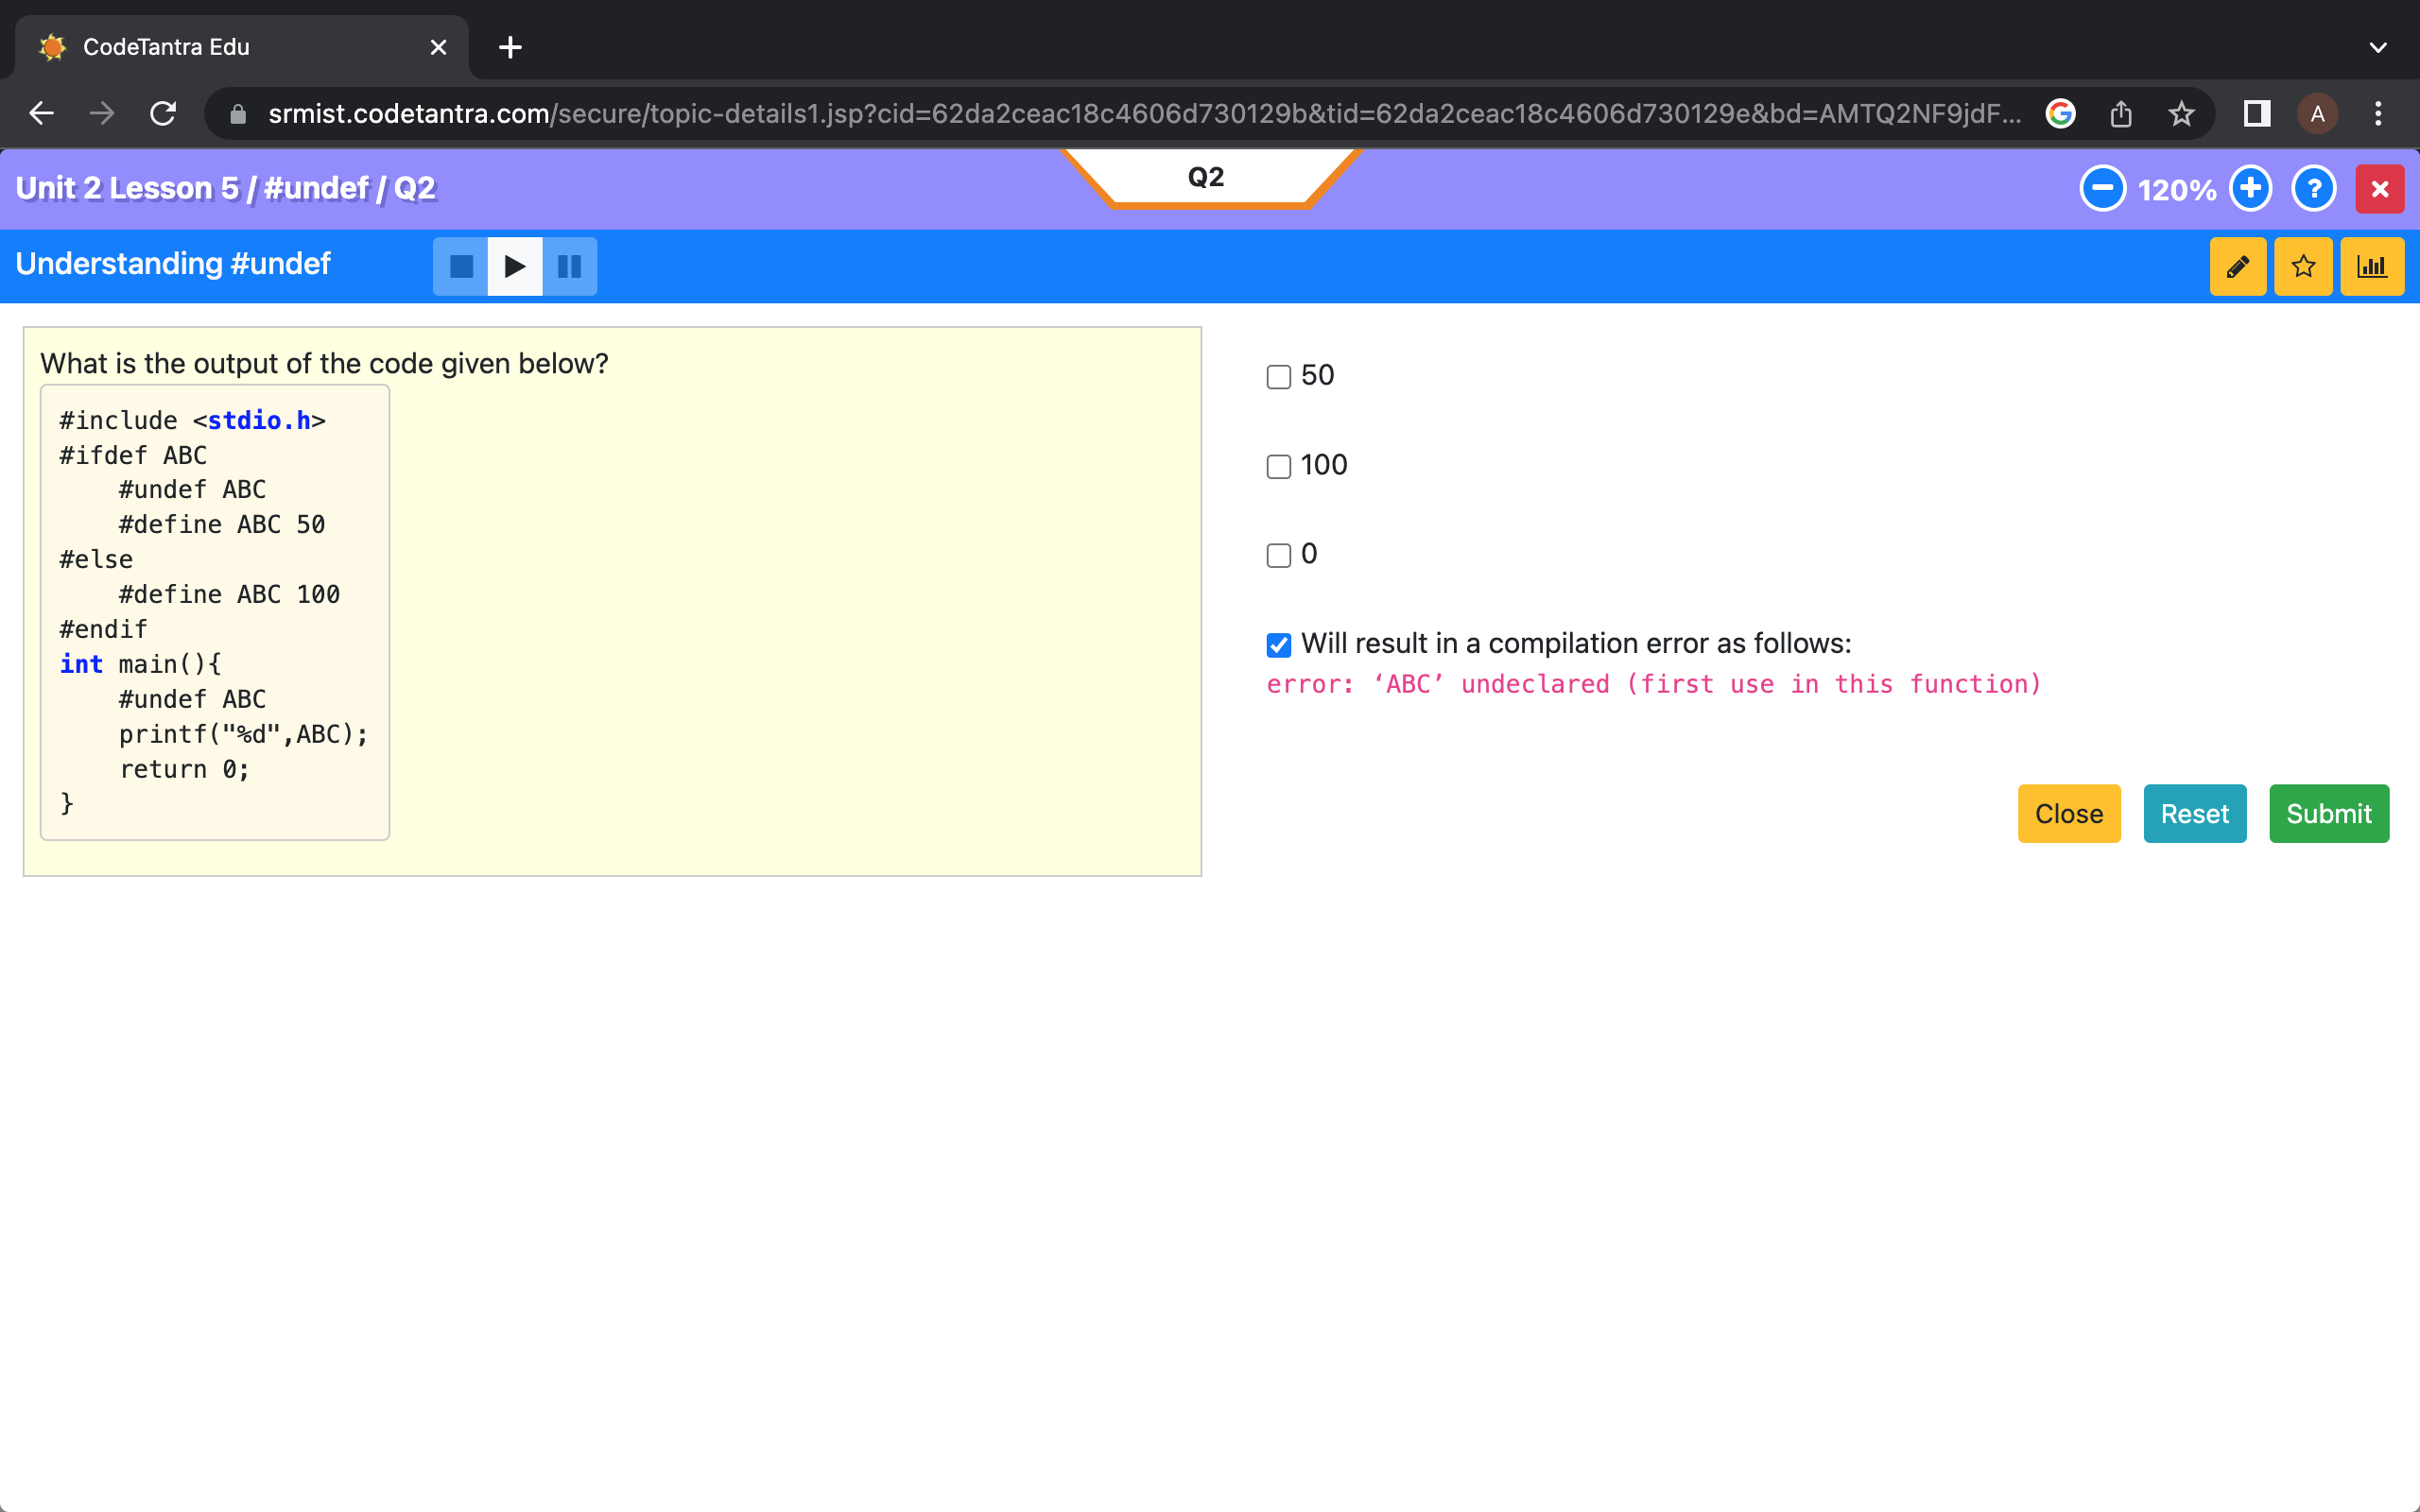 CodeTantra Edu
srmist.codetantra.com/secure/topic-details1.jsp?cid=62da2ceac18c4606d730129b&tid=62da2ceac18c4606d730129e&bd=AMTQ2NF9jdF...
A
Unit 2 Lesson 5 / #undef / Q2
Q2
120%
?
Understanding #undef
What is the output of the code given below?
#include <stdio.h>
#ifdef ABC
    #undef ABC
    #define ABC 50
#else
    #define ABC 100
#endif
int main(){
    #undef ABC
    printf("%d",ABC);
    return 0;
}
50
100
0
Will result in a compilation error as follows:
error: ‘ABC’ undeclared (first use in this function)
Close
Reset
Submit